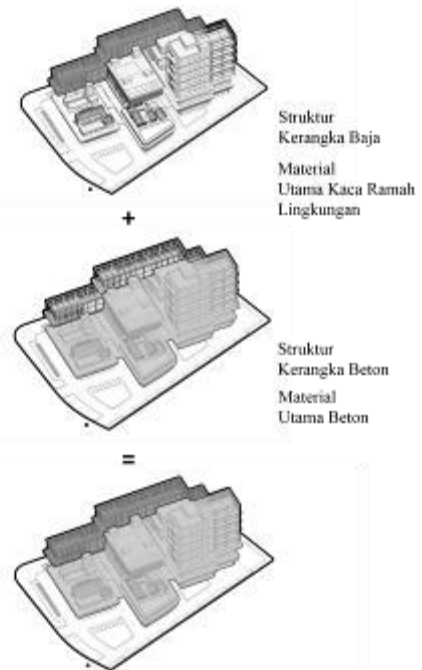 Struktur
Kerangka Baja
Material
Utama Kaca Ramah
Lingkungan
+
Struktur
Kerangka Beton
Material
Utama Beton
=